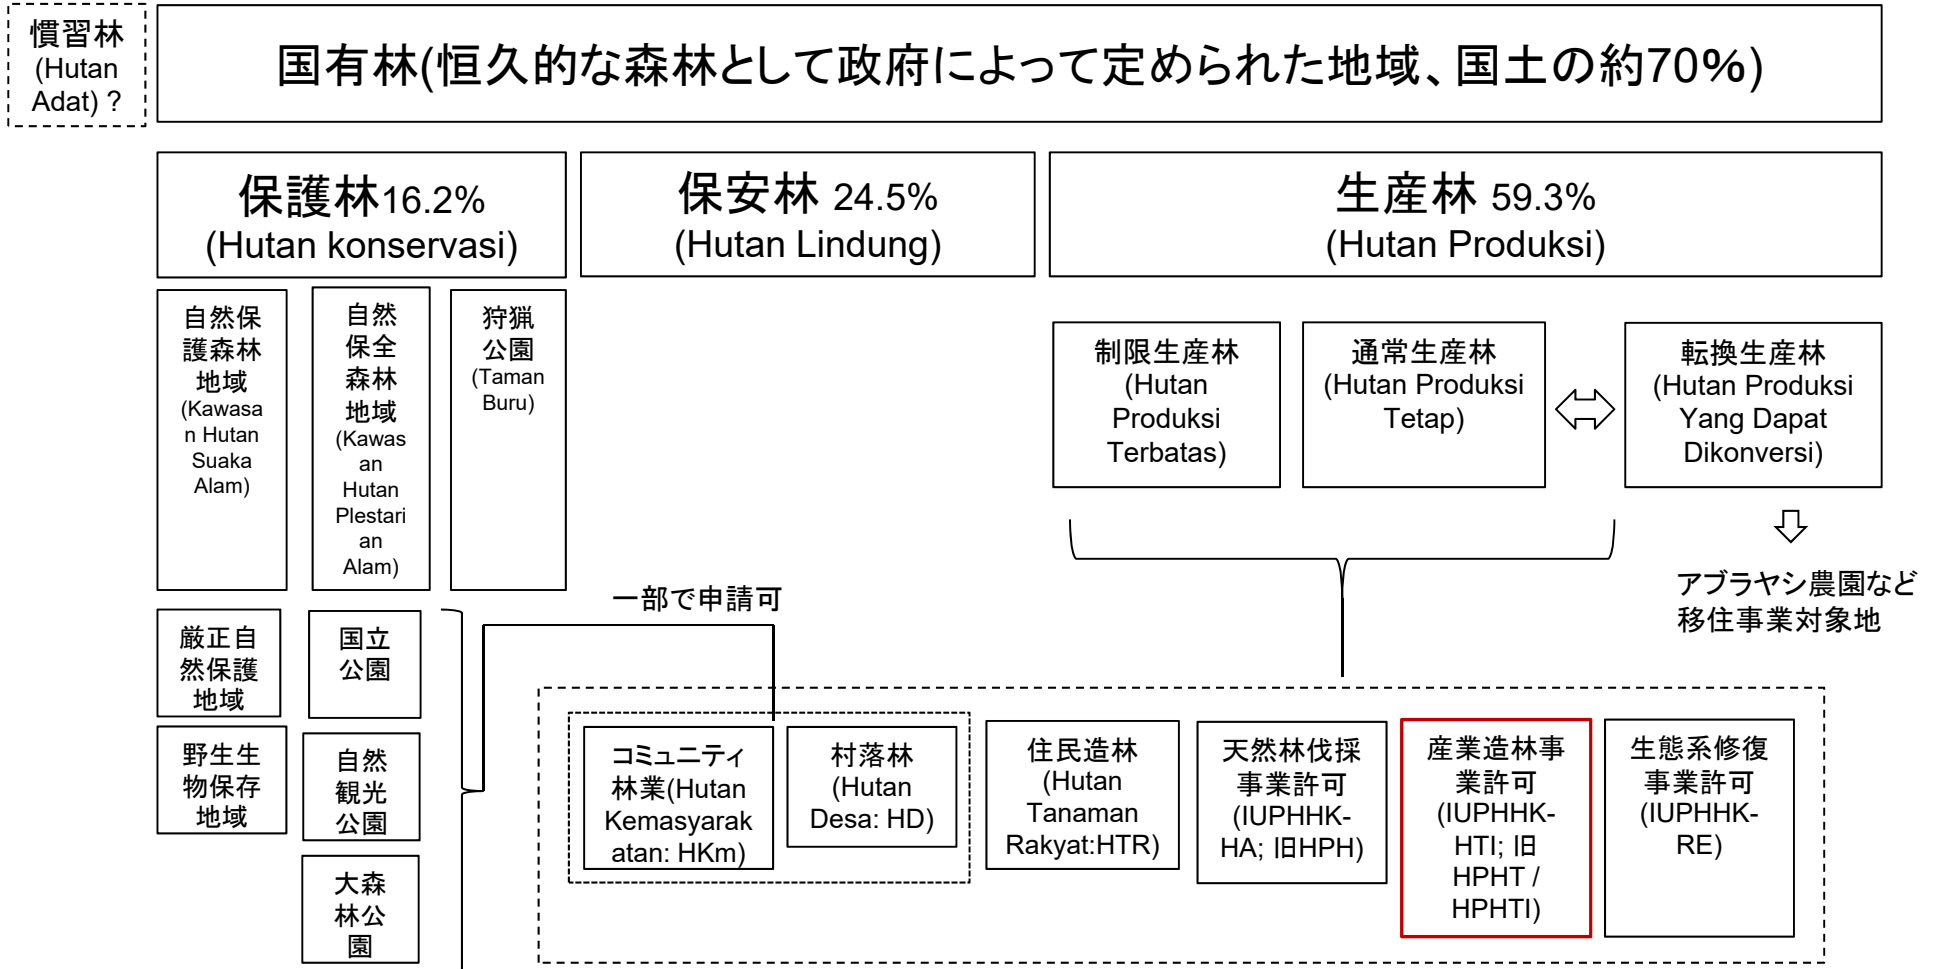 慣習林
(Hutan
Adat) ?
国有林(恒久的な森林として政府によって定められた地域、国土の約70%)
保護林16.2%
(Hutan konservasi)
保安林 24.5%
(Hutan Lindung)
生産林 59.3%
(Hutan Produksi)
自然保
護森林
地域
(Kawasa
n Hutan
Suaka
Alam)
自然
保全
森林
地域
(Kawas
an
Hutan
Plestari
an
Alam)
狩猟
公園
(Taman
Buru)
制限生産林
(Hutan
Produksi
Terbatas)
通常生産林
(Hutan Produksi
Tetap)
転換生産林
(Hutan Produksi
Yang Dapat
Dikonversi)
アブラヤシ農園など
移住事業対象地
一部で申請可
厳正自
然保護
地域
国立
公園
野生生
物保存
地域
自然
観光
公園
大森
林公
園
コミュニティ
林業(Hutan
Kemasyarak
atan: HKm)
村落林
(Hutan
Desa: HD)
住民造林
(Hutan
Tanaman
Rakyat:HTR)
天然林伐採
事業許可
(IUPHHK-
HA; 旧HPH)
産業造林事
業許可
(IUPHHK-
HTI; 旧
HPHT /
HPHTI)
生態系修復
事業許可
(IUPHHK-
RE)